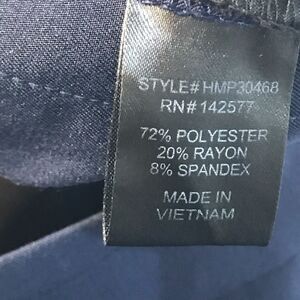 STYLE# HMP30468
RN# 142577
72% POLYESTER
20% RAYON
8% SPANDEX
MADE IN
VIETNAM